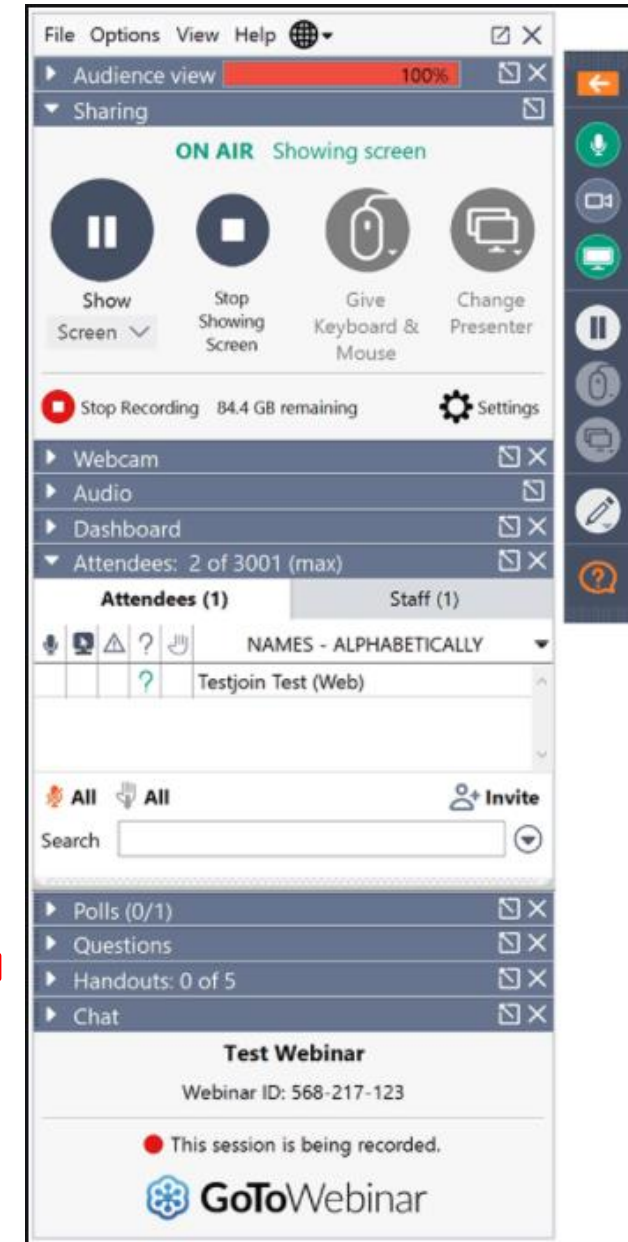 File Options View Help
Audience view 100%
Sharing
ON AIR Showing screen
Show
Screen
Stop
Showing
Screen
Give
Keyboard &
Mouse
Change
Presenter
Stop Recording 84.4 GB remaining Settings
Webcam
Audio
Dashboard
Attendees: 2 of 3001 (max)
Attendees (1) Staff (1)
? NAMES - ALPHABETICALLY
? Testjoin Test (Web)
All All Invite
Search
Polls (0/1)
Questions
Handouts: 0 of 5
Chat
Test Webinar
Webinar ID: 568-217-123
This session is being recorded.
GoToWebinar
?